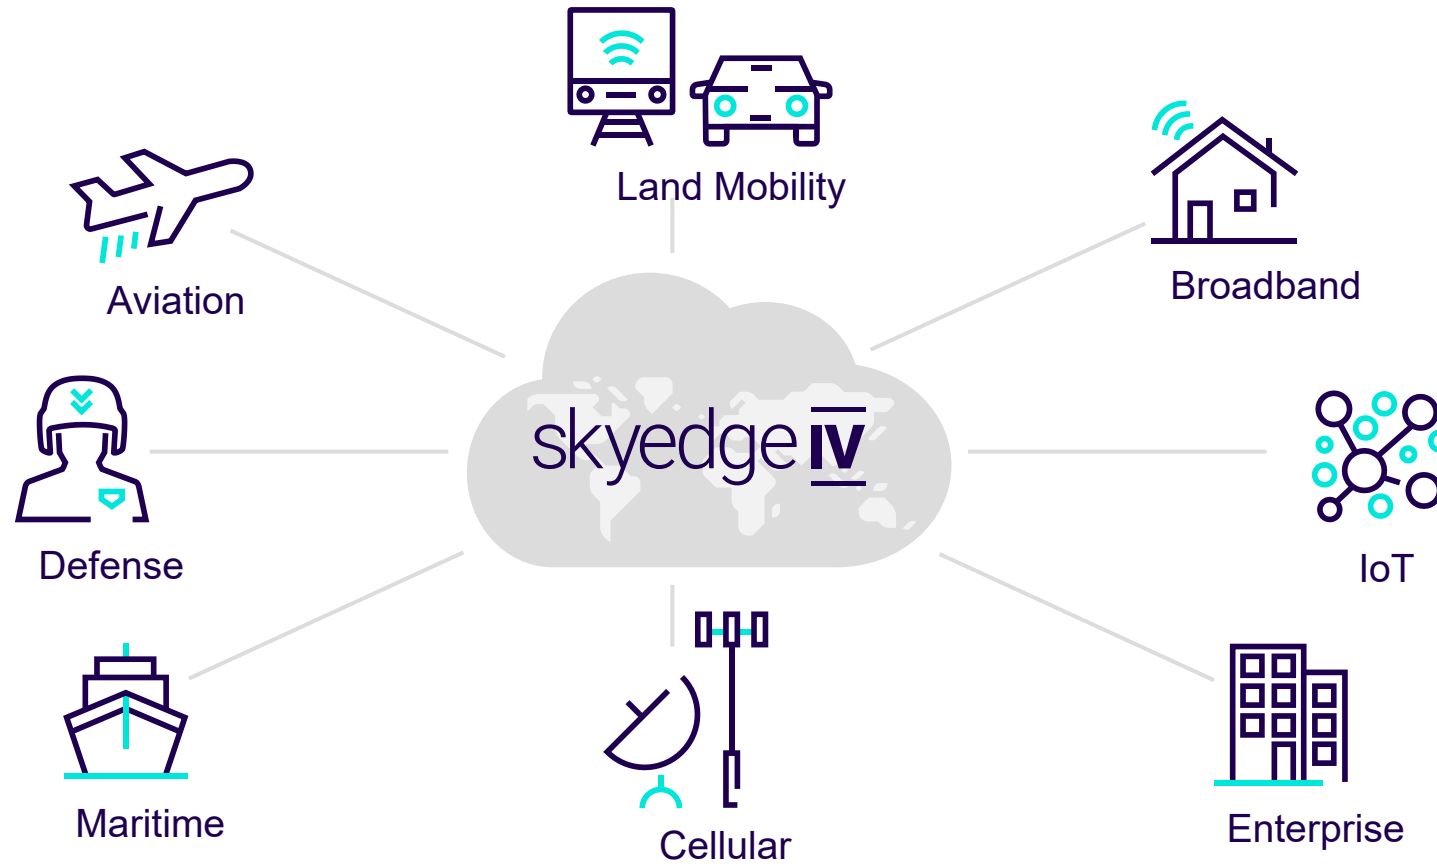 Land Mobility
Aviation
Broadband
skyedge IV
Defense
IoT
Maritime
Cellular
Enterprise